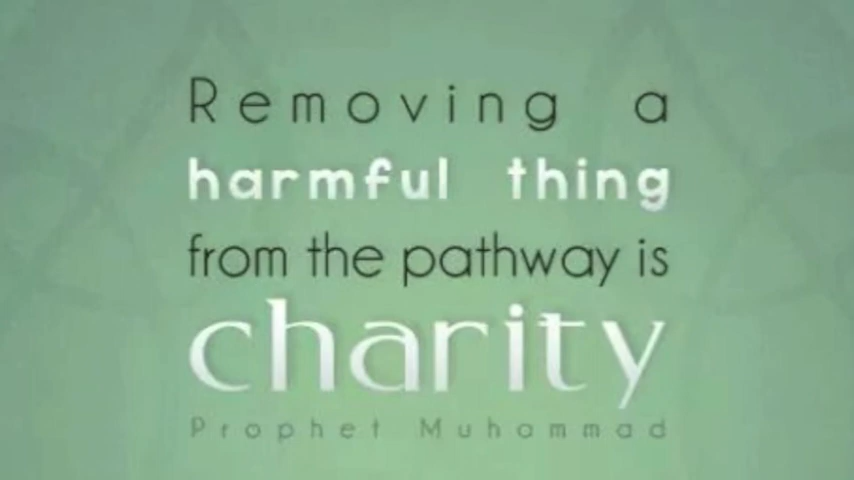 Removing a
harmful thing
from the pathway is
charity
Prophet Muhammad